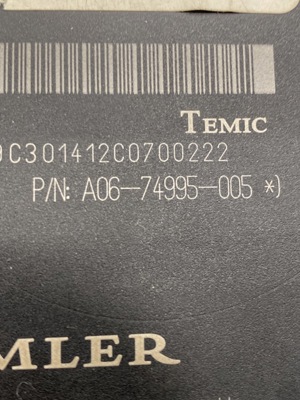 TEMIC
C301412C0700222
P/N: A06-74995-005 *)
MLER